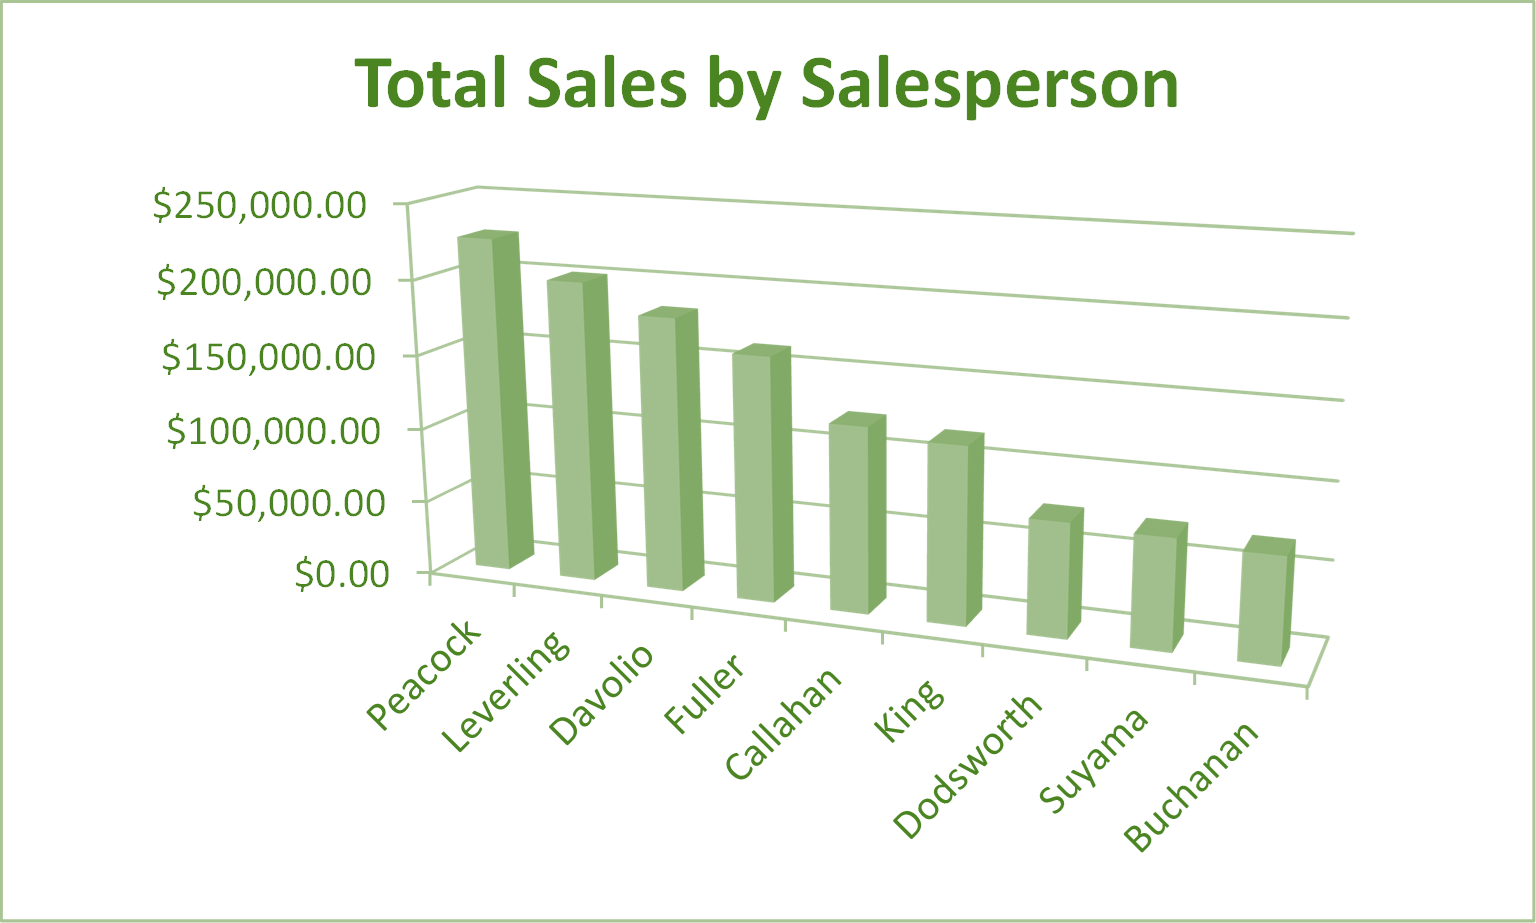 Total Sales by Salesperson
$250,000.00
$200,000.00
$150,000.00
$100,000.00
$50,000.00
$0.00
Peacock
Leverling
Davolio
Fuller
Callahan
King
Dodsworth
Suyama
Buchanan